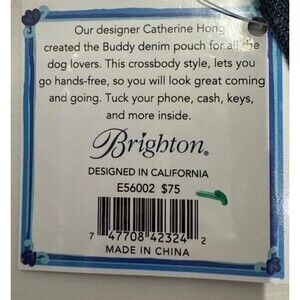 Our designer Catherine Hong
created the Buddy denim pouch for all the
dog lovers. This crossbody style, lets you
go hands-free, so you will look great coming
and going. Tuck your phone, cash, keys,
and more inside.
Brighton®
DESIGNED IN CALIFORNIA
E56002 $75
7 47708 42324 2
MADE IN CHINA